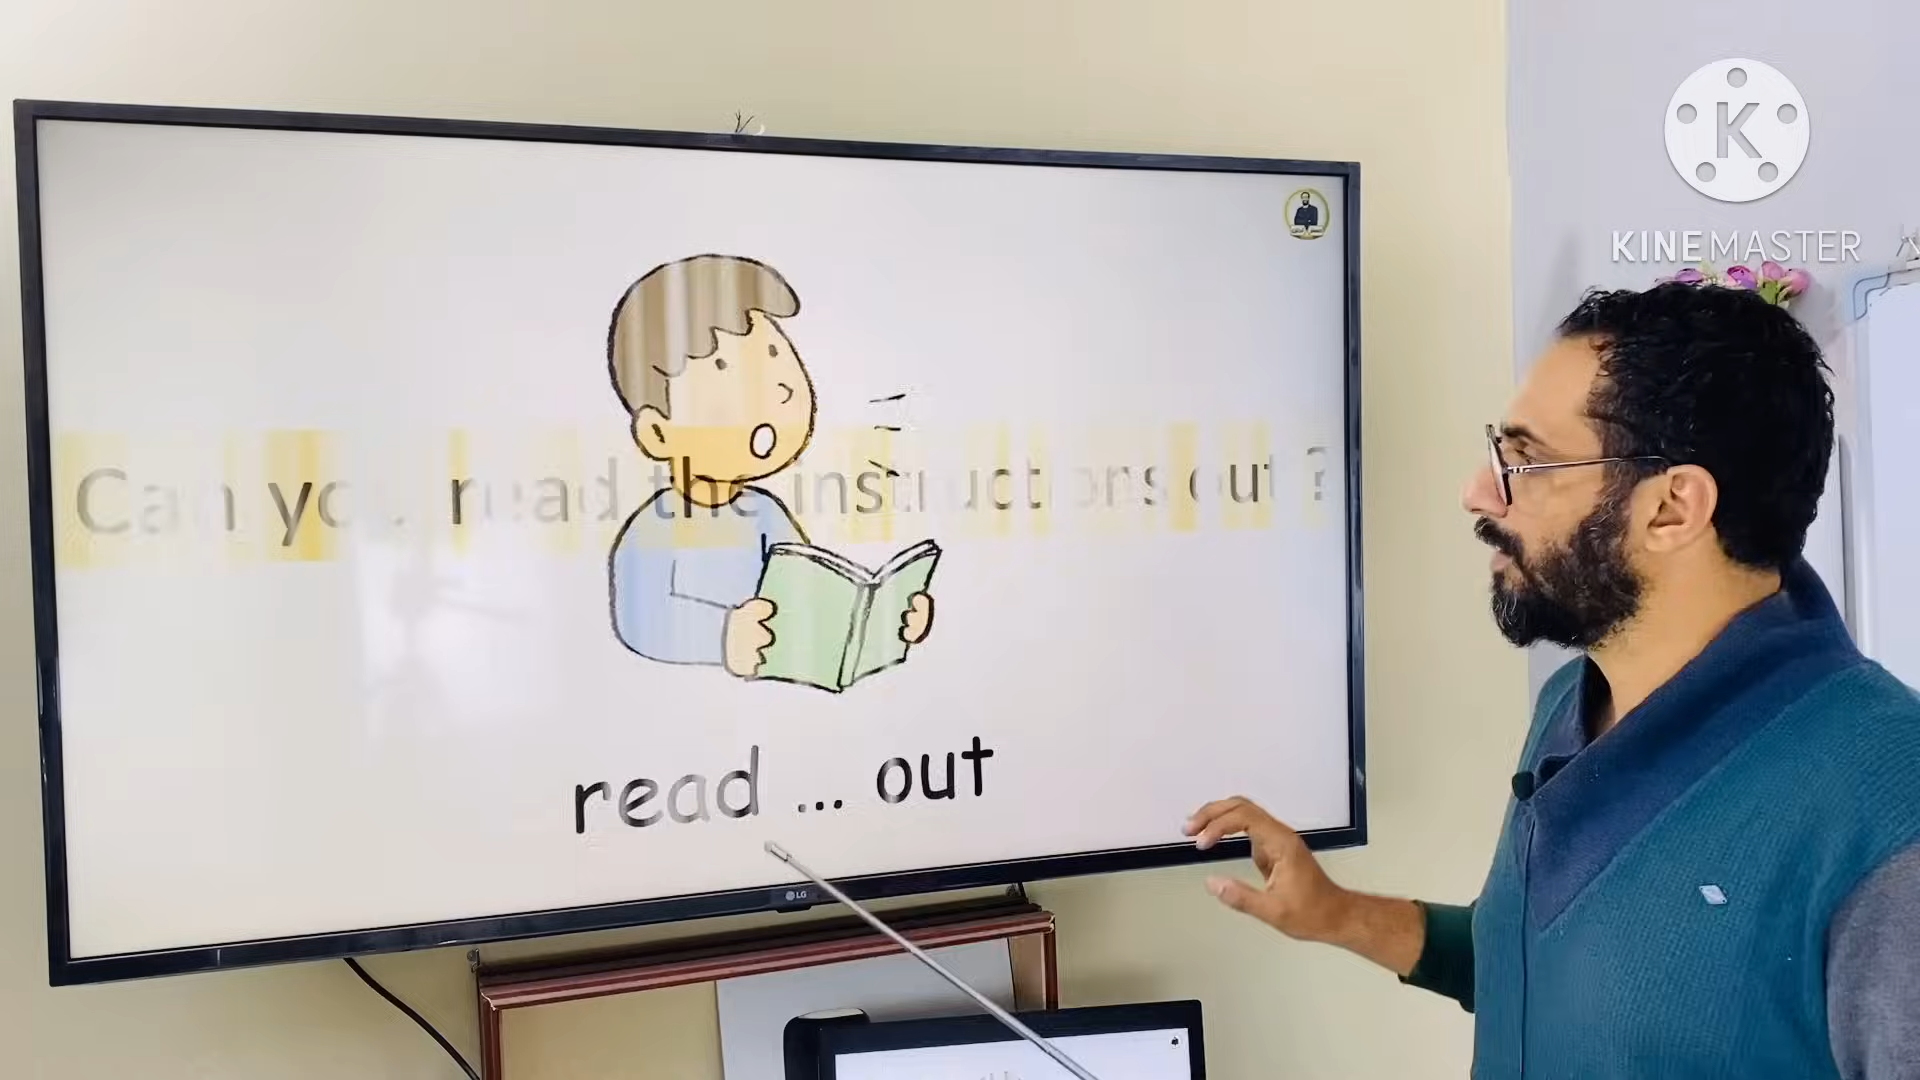 KINEMASTER
Can you read the instructions out ?
read ... out
LG